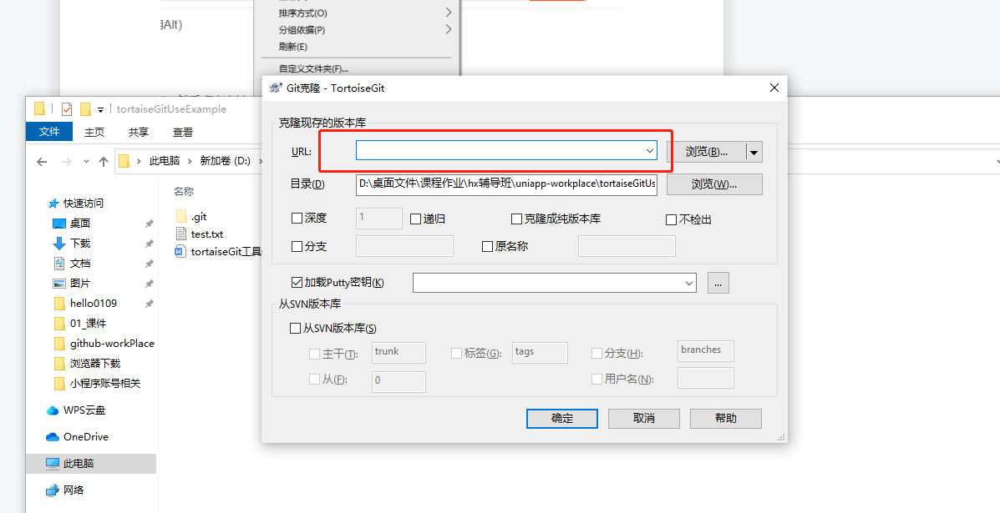 排序方式(O)
Alt)
分组依据(P)
刷新(E)
自定义文件夹(F)...
tortaiseGitUseExample
文件 主页 共享 查看
此电脑 新加卷 (D:)
名称
快速访问
桌面
下载
文档
图片
hello0109
01_课件
github-workPlace
浏览器下载
小程序账号相关
WPS云盘
OneDrive
此电脑
网络
.git
test.txt
tortaiseGit工具
Git克隆 - TortoiseGit
克隆现存的版本库
URL: 浏览(B)...
目录(D) D:\桌面文件\课程作业\hx辅导班\uniapp-workplace\tortaiseGitUs 浏览(W)...
深度 1 递归 克隆成纯版本库 不检出
分支 原名称
加载Putty密钥(K) ...
从SVN版本库
从SVN版本库(S)
主干(T): trunk 标签(G): tags 分支(H): branches
从(F): 0 用户名(N):
确定 取消 帮助